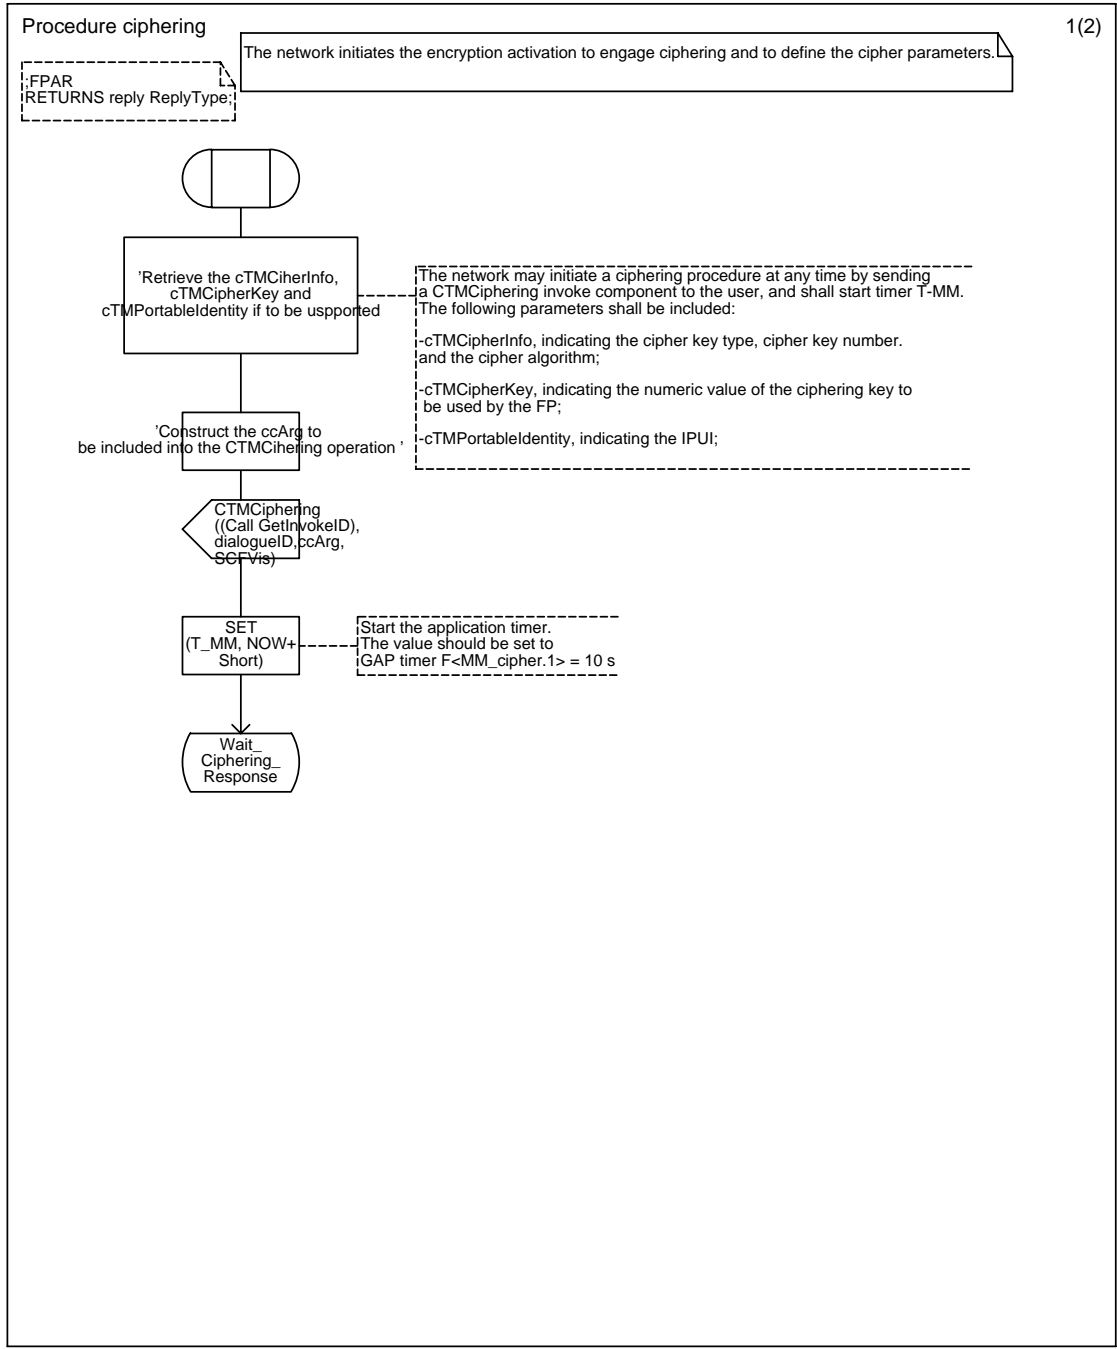 Procedure ciphering
1(2)
The network initiates the encryption activation to engage ciphering and to define the cipher parameters.
;FPAR
RETURNS reply ReplyType;
'Retrieve the cTMCiherInfo,
cTMCipherKey and
cTMPortableIdentity if to be uspported
The network may initiate a ciphering procedure at any time by sending
a CTMCiphering invoke component to the user, and shall start timer T-MM.
The following parameters shall be included:
-cTMCipherInfo, indicating the cipher key type, cipher key number.
and the cipher algorithm;
-cTMCipherKey, indicating the numeric value of the ciphering key to
be used by the FP;
-cTMPortableIdentity, indicating the IPUI;
'Construct the ccArg to
be included into the CTMCihering operation '
CTMCiphering
((Call GetInvokeID),
dialogueID,ccArg,
SCFVis)
SET
(T_MM, NOW+
Short)
Start the application timer.
The value should be set to
GAP timer F<MM_cipher.1> = 10 s
Wait_
Ciphering_
Response